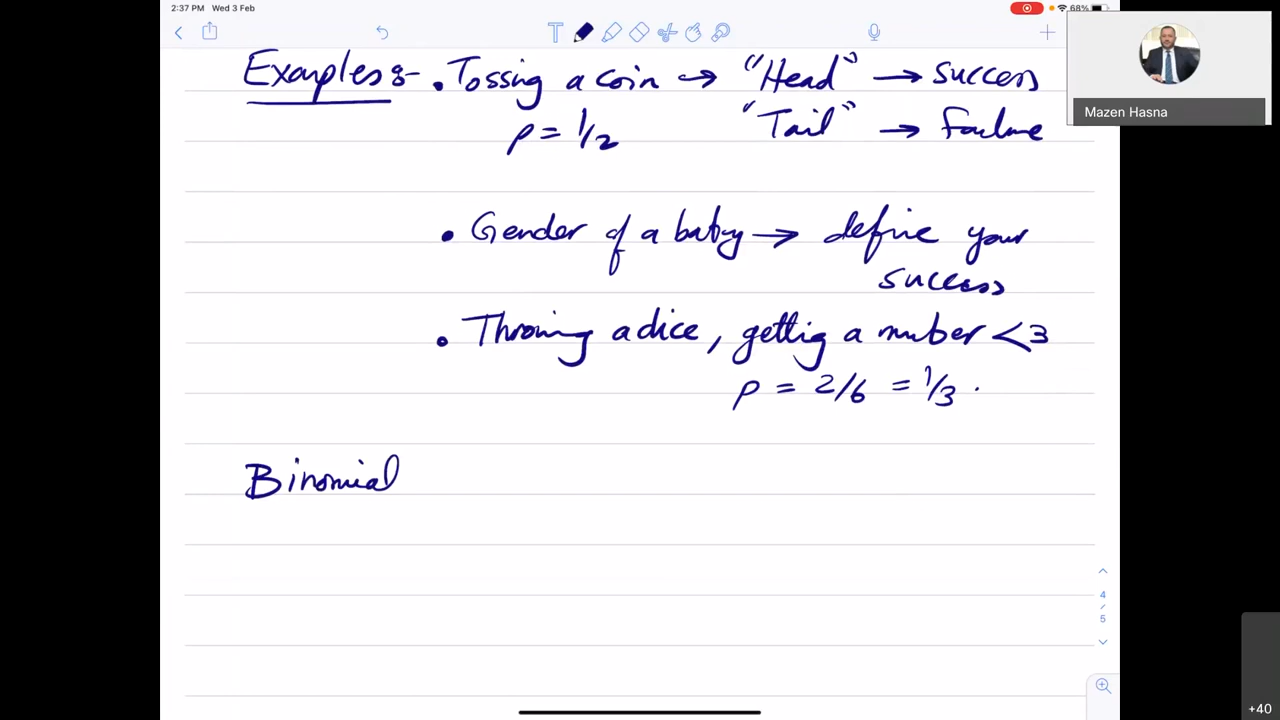 2:37 PM Wed 3 Feb
68%
Examples :- . Tossing a coin → "Head" → success
p = 1/2 "Tail" → Failure
Mazen Hasna
• Gender of a baby → define your
success
• Throwing a dice, gettig a number <3
p = 2/6 = 1/3 .
Binomial
4
/
5
+40